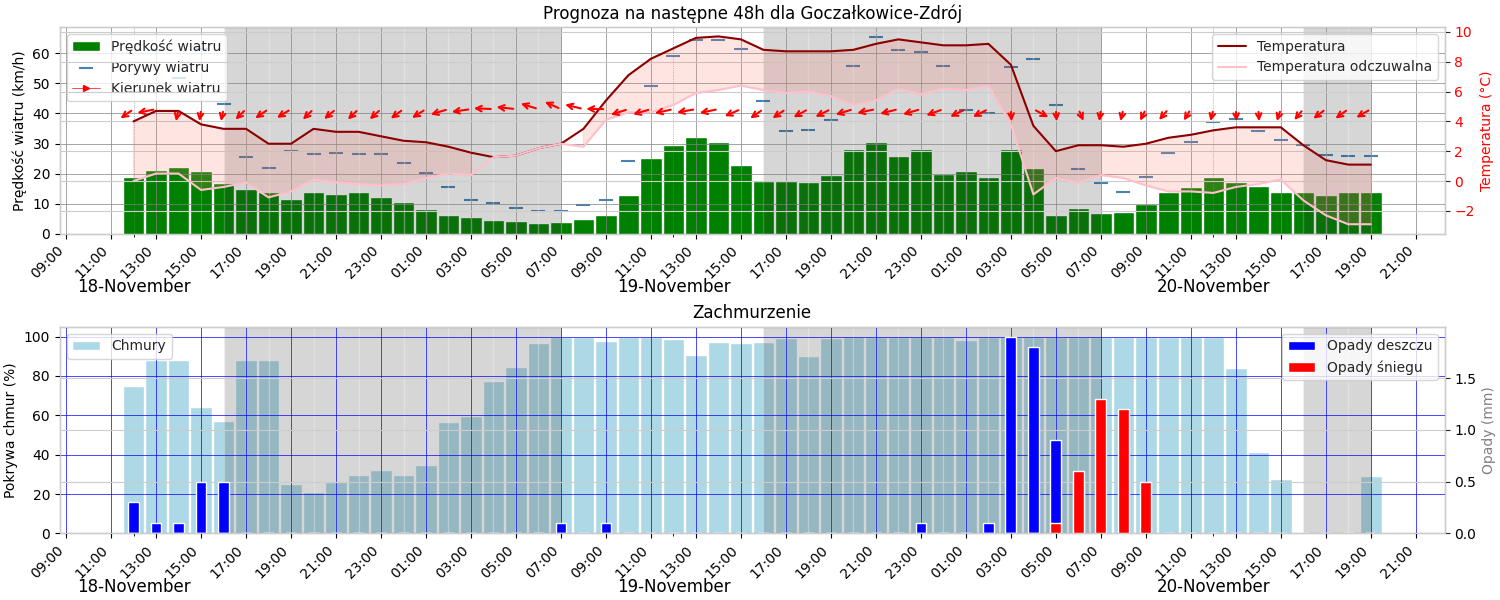 Prognoza na następne 48h dla Goczałkowice-Zdrój
Prędkość wiatru (km/h)
60
50
40
30
20
10
0
Prędkość wiatru
Porywy wiatru
Kierunek wiatru
Temperatura
Temperatura odczuwalna
10
8
6
4
2
0
−2
Temperatura (°C)
09:00 11:00 13:00 15:00 17:00 19:00 21:00 23:00 01:00 03:00 05:00 07:00 09:00 11:00 13:00 15:00 17:00 19:00 21:00 23:00 01:00 03:00 05:00 07:00 09:00 11:00 13:00 15:00 17:00 19:00 21:00
18-November 19-November 20-November
Zachmurzenie
Pokrywa chmur (%)
100
80
60
40
20
0
Chmury
Opady deszczu
Opady śniegu
1.5
1.0
0.5
0.0
Opady (mm)
09:00 11:00 13:00 15:00 17:00 19:00 21:00 23:00 01:00 03:00 05:00 07:00 09:00 11:00 13:00 15:00 17:00 19:00 21:00 23:00 01:00 03:00 05:00 07:00 09:00 11:00 13:00 15:00 17:00 19:00 21:00
18-November 19-November 20-November